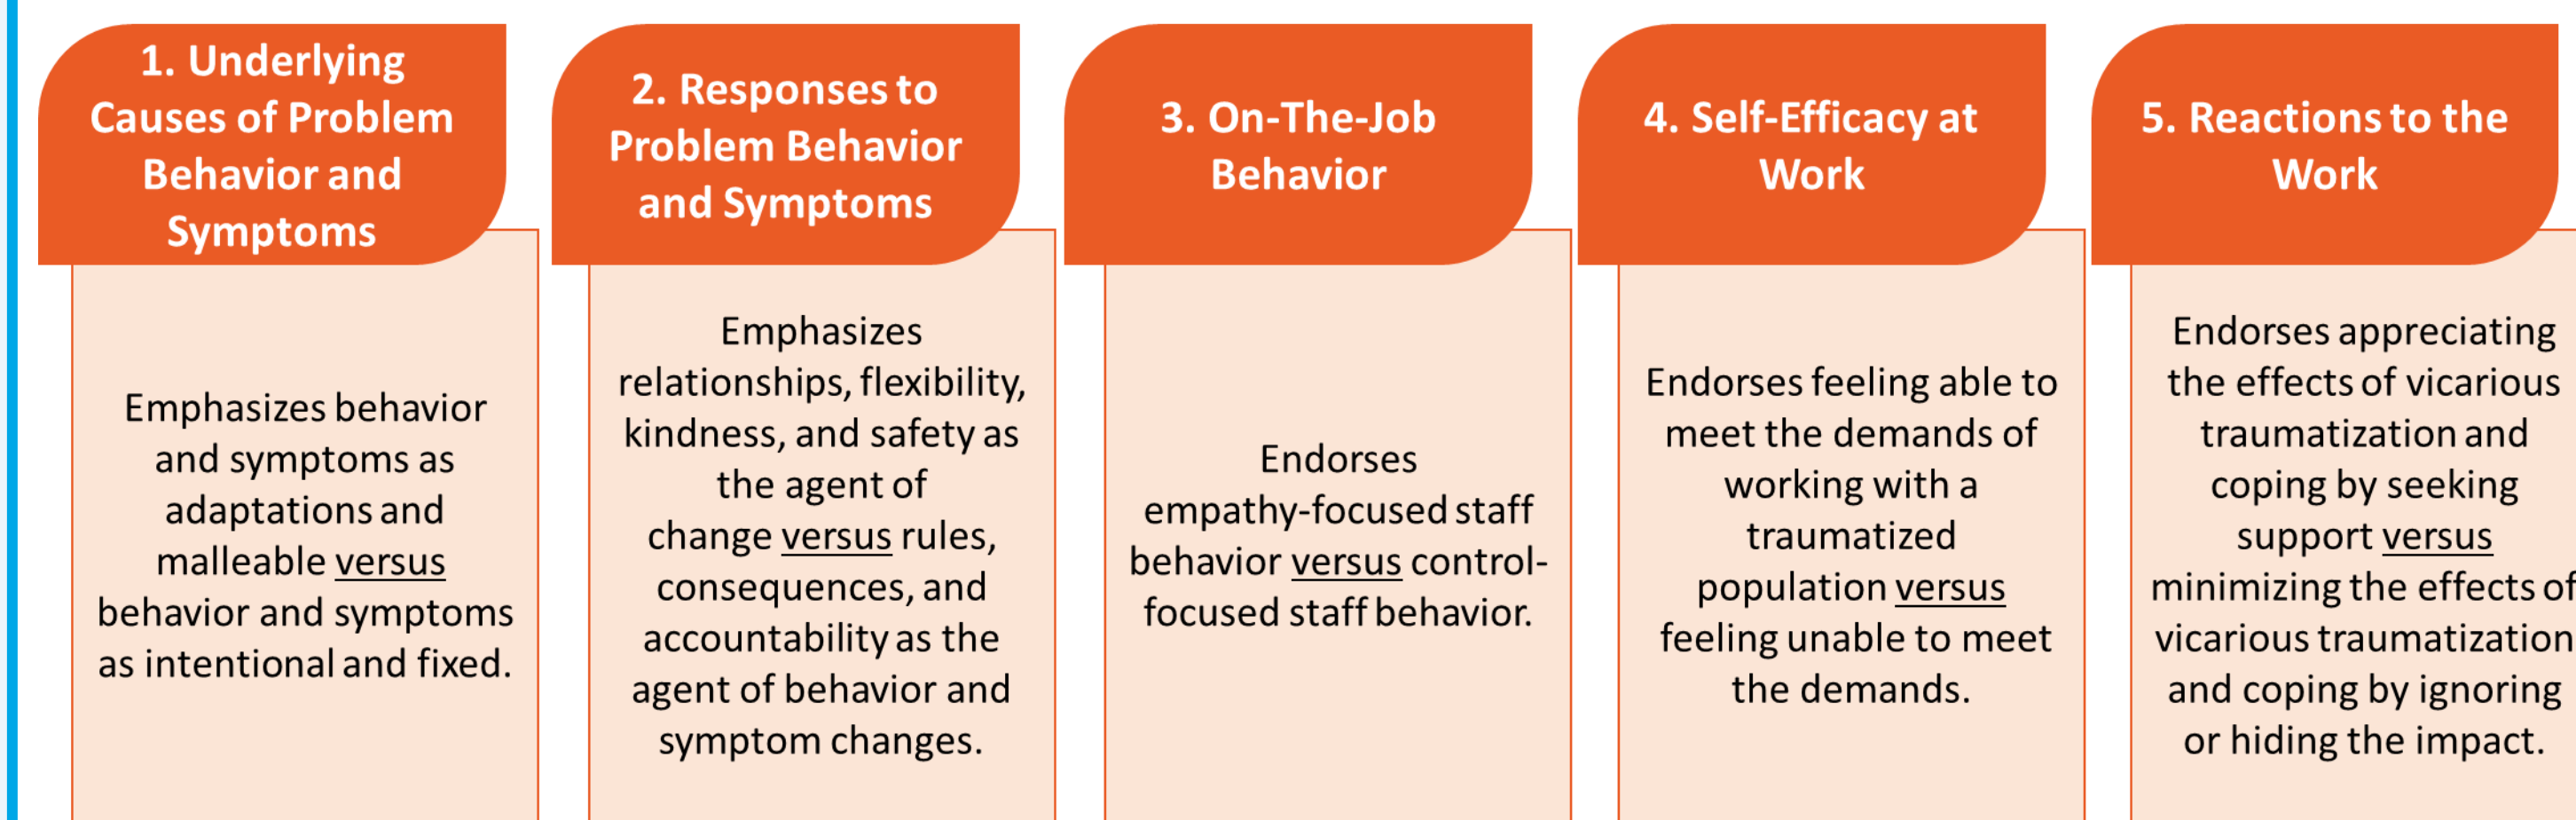 1. Underlying
Causes of Problem
Behavior and
Symptoms
Emphasizes behavior
and symptoms as
adaptations and
malleable versus
behavior and symptoms
as intentional and fixed.
2. Responses to
Problem Behavior
and Symptoms
Emphasizes
relationships, flexibility,
kindness, and safety as
the agent of
change versus rules,
consequences, and
accountability as the
agent of behavior and
symptom changes.
3. On-The-Job
Behavior
Endorses
empathy-focused staff
behavior versus control-
focused staff behavior.
4. Self-Efficacy at
Work
Endorses feeling able to
meet the demands of
working with a
traumatized
population versus
feeling unable to meet
the demands.
5. Reactions to the
Work
Endorses appreciating
the effects of vicarious
traumatization and
coping by seeking
support versus
minimizing the effects of
vicarious traumatization
and coping by ignoring
or hiding the impact.